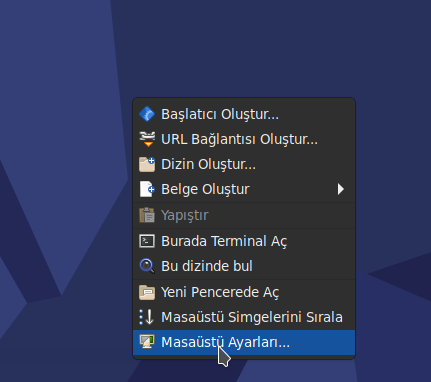 Başlatıcı Oluştur...
URL Bağlantısı Oluştur...
Dizin Oluştur...
Belge Oluştur
Yapıştır
Burada Terminal Aç
Bu dizinde bul
Yeni Pencerede Aç
Masaüstü Simgelerini Sırala
Masaüstü Ayarları...